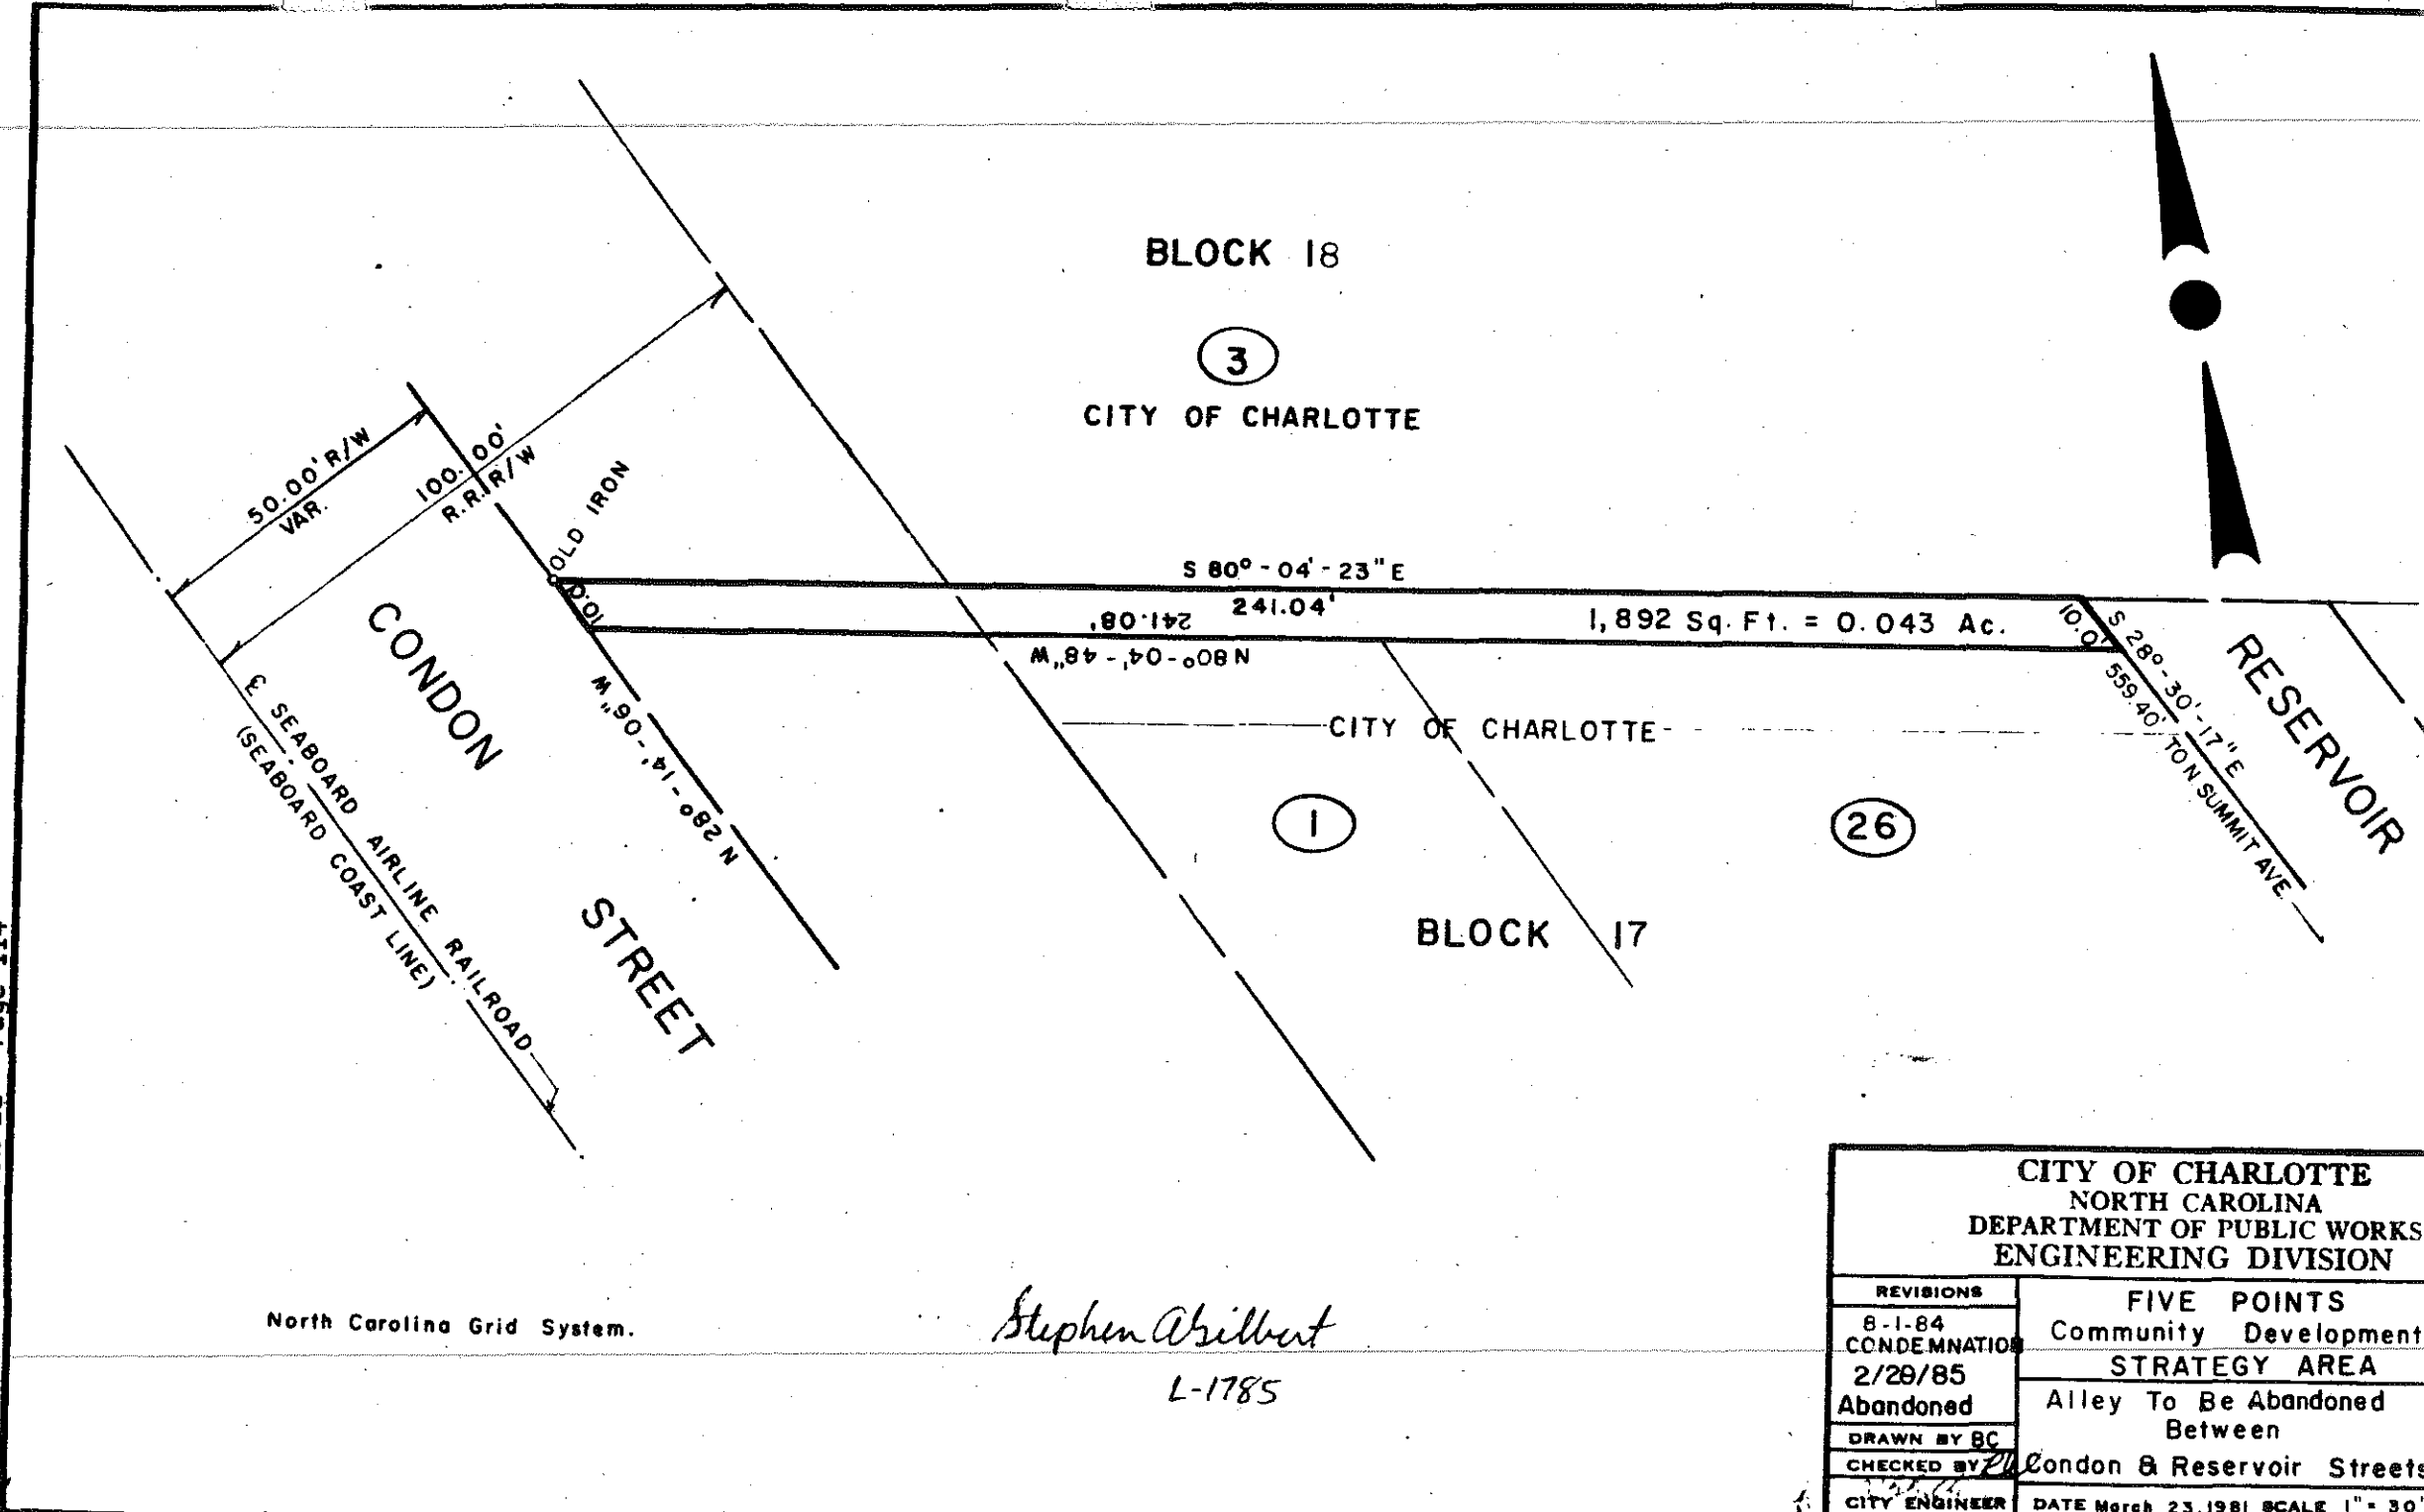 BLOCK 18
3
CITY OF CHARLOTTE
50.00' R/W
VAR.
100.00'
R.R. R/W
OLD IRON
10.0'
S 80° - 04' - 23" E
241.04'
241.08'
N 80° - 04' - 48" W
1,892 Sq. Ft. = 0.043 Ac.
10.0'
S 28° - 30' - 17" E
559.40' TO N. SUMMIT AVE.
RESERVOIR
CONDON
STREET
N 28° - 14' - 06" W
SEABOARD AIRLINE RAILROAD
(SEABOARD COAST LINE)
CITY OF CHARLOTTE
1
26
BLOCK 17
North Carolina Grid System.
Stephen A Gilbert
L-1785
CITY OF CHARLOTTE
NORTH CAROLINA
DEPARTMENT OF PUBLIC WORKS
ENGINEERING DIVISION
REVISIONS
8-1-84
CONDEMNATION
2/28/85
Abandoned
DRAWN BY BC
CHECKED BY
CITY ENGINEER
FIVE POINTS
Community Development
STRATEGY AREA
Alley To Be Abandoned
Between
Condon & Reservoir Streets
DATE March 23, 1981 SCALE 1" = 30'